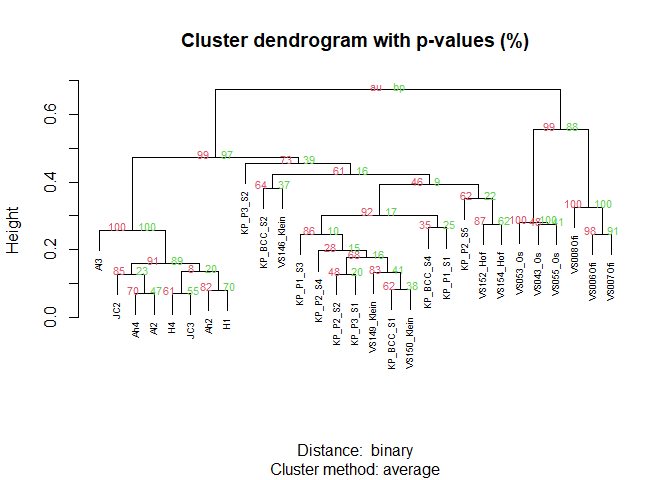 Cluster dendrogram with p-values (%)
Height
0.0 0.2 0.4 0.6
au bp
99 97
99 88
73 39
61 16
64 37
46 9
62 22
92 17
100 100
100 100
86 10
35 25
87 62
100 100
48 41
98 91
28 15
91 89
68 16
85 23
8 20
48 20
83 41
70 47
61 55
82 70
62 38
Al3
JC2
Ah4
Al2
H4
JC3
Ah2
H1
KP_P3_S2
KP_BCC_S2
VS146_Klein
KP_P1_S3
KP_P2_S4
KP_P2_S2
KP_P3_S1
VS149_Klein
KP_BCC_S1
VS150_Klein
KP_BCC_S4
KP_P1_S1
KP_P2_S5
VS152_Hof
VS154_Hof
VS053_Os
VS043_Os
VS055_Os
VS008Ofi
VS006Ofi
VS007Ofi
Distance: binary
Cluster method: average